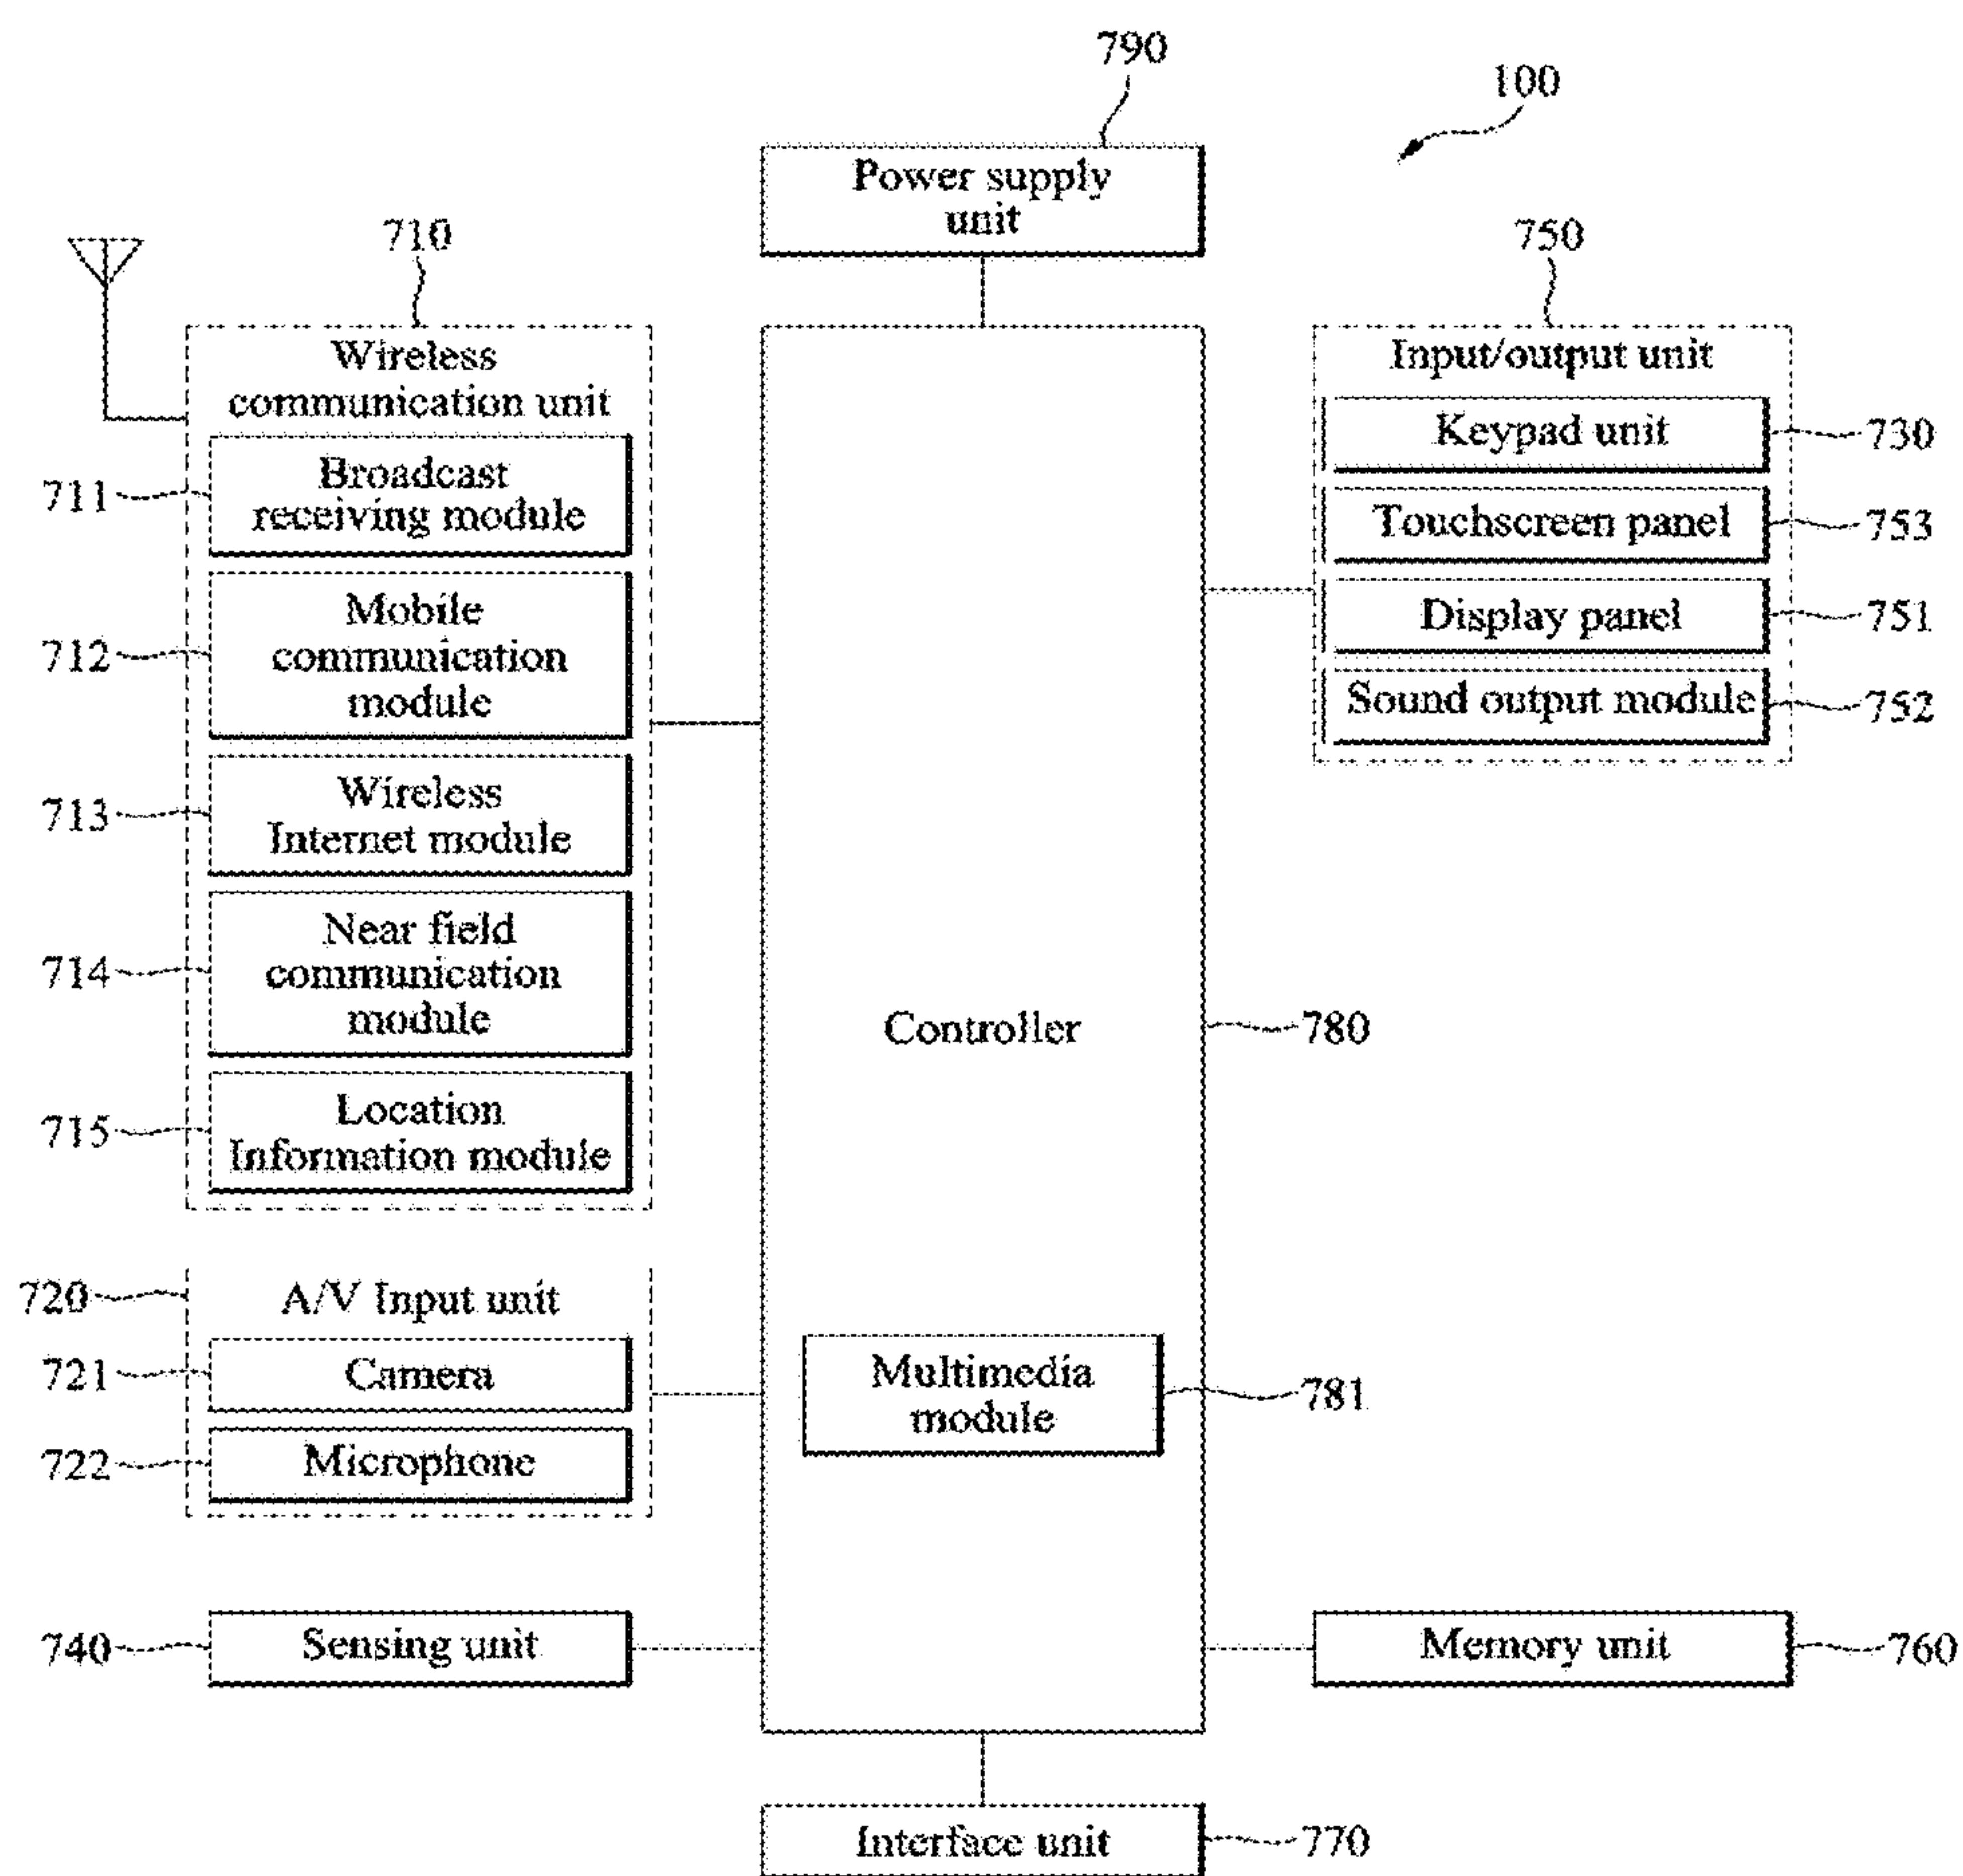 790
100
Power supply
unit
710
750
Wireless
communication unit
711
Broadcast
receiving module
712
Mobile
communication
module
713
Wireless
Internet module
714
Near field
communication
module
715
Location
Information module
Input/output unit
Keypad unit
730
Touchscreen panel
753
Display panel
751
Sound output module
752
Controller
780
720
A/V Input unit
721
Camera
722
Microphone
Multimedia
module
781
740
Sensing unit
Memory unit
760
Interface unit
770